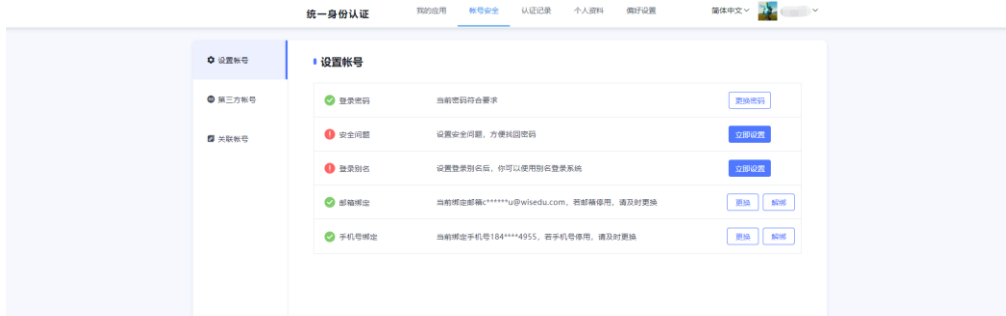 统一身份认证 我的应用 帐号安全 认证记录 个人资料 偏好设置 简体中文
设置帐号
第三方帐号
关联帐号
设置帐号
登录密码 当前密码符合要求 更换密码
安全问题 设置安全问题，方便找回密码 立即设置
登录别名 设置登录别名后，你可以使用别名登录系统 立即设置
邮箱绑定 当前绑定邮箱c******u@wisedu.com，若邮箱停用，请及时更换 更换 解绑
手机号绑定 当前绑定手机号184****4955，若手机号停用，请及时更换 更换 解绑